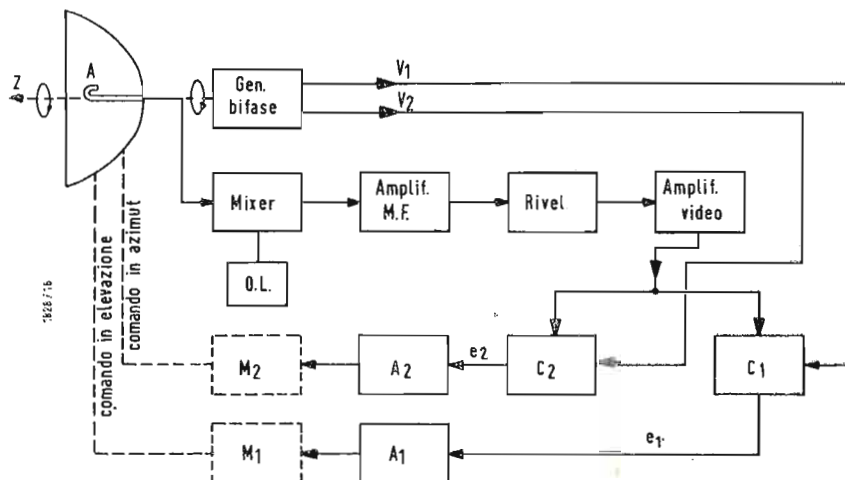 Z
A
Gen.
bifase
V1
V2
Mixer
Amplif.
M.F.
Rivel.
Amplif.
video
O.L.
comando in elevazione
comando in azimut
M2
A2
e2
C2
C1
M1
A1
e1.